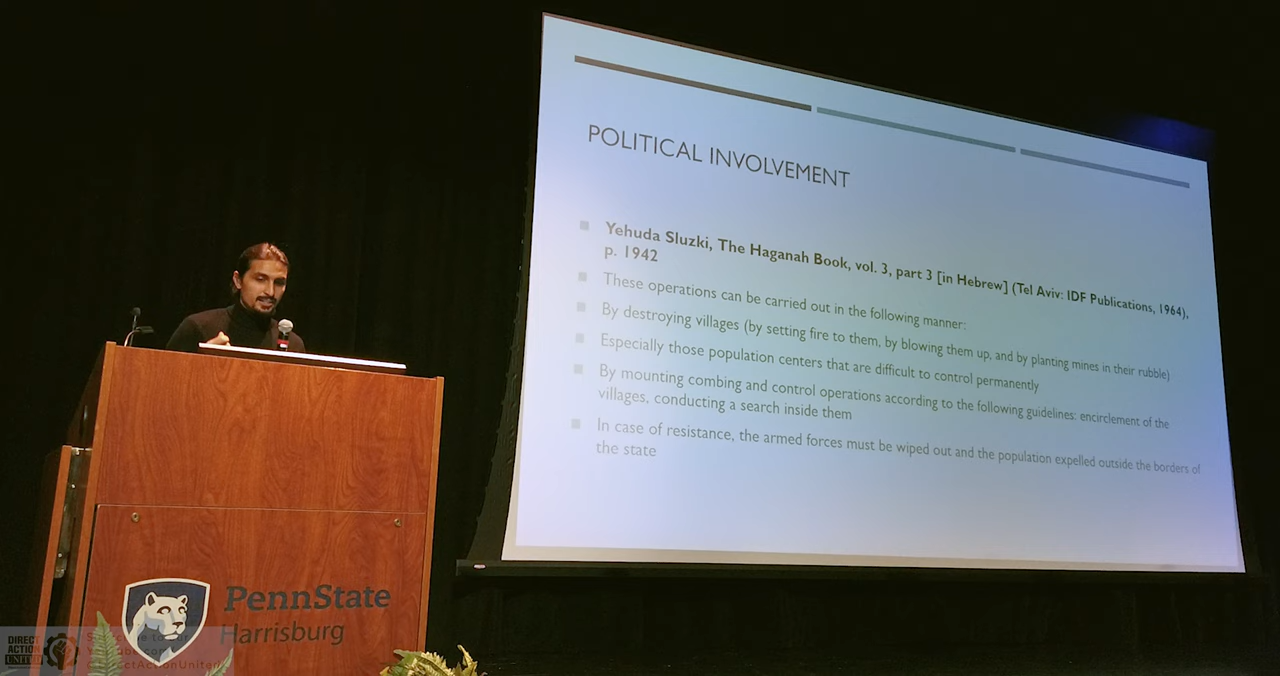 POLITICAL INVOLVEMENT
Yehuda Sluzki, The Haganah Book, vol. 3, part 3 [in Hebrew] (Tel Aviv: IDF Publications, 1964),
p. 1942
These operations can be carried out in the following manner:
By destroying villages (by setting fire to them, by blowing them up, and by planting mines in their rubble)
Especially those population centers that are difficult to control permanently
By mounting combing and control operations according to the following guidelines: encirclement of the
villages, conducting a search inside them
In case of resistance, the armed forces must be wiped out and the population expelled outside the borders of
the state
PennState
Harrisburg
DIRECT
ACTION
UNITED